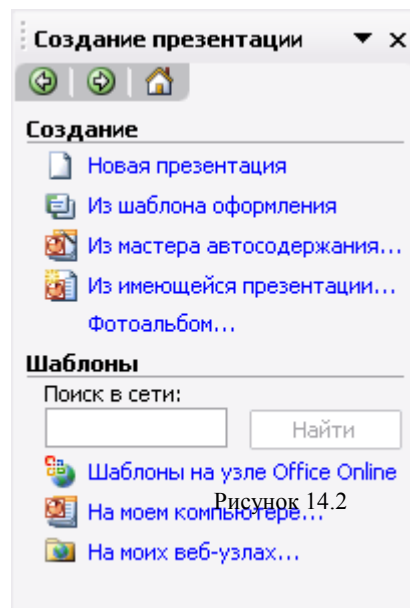 Создание презентации
Создание
Новая презентация
Из шаблона оформления
Из мастера автосодержания...
Из имеющейся презентации...
Фотоальбом...
Шаблоны
Поиск в сети:
Найти
Шаблоны на узле Office Online
Рисунок 14.2
На моем компьютере...
На моих веб-узлах...